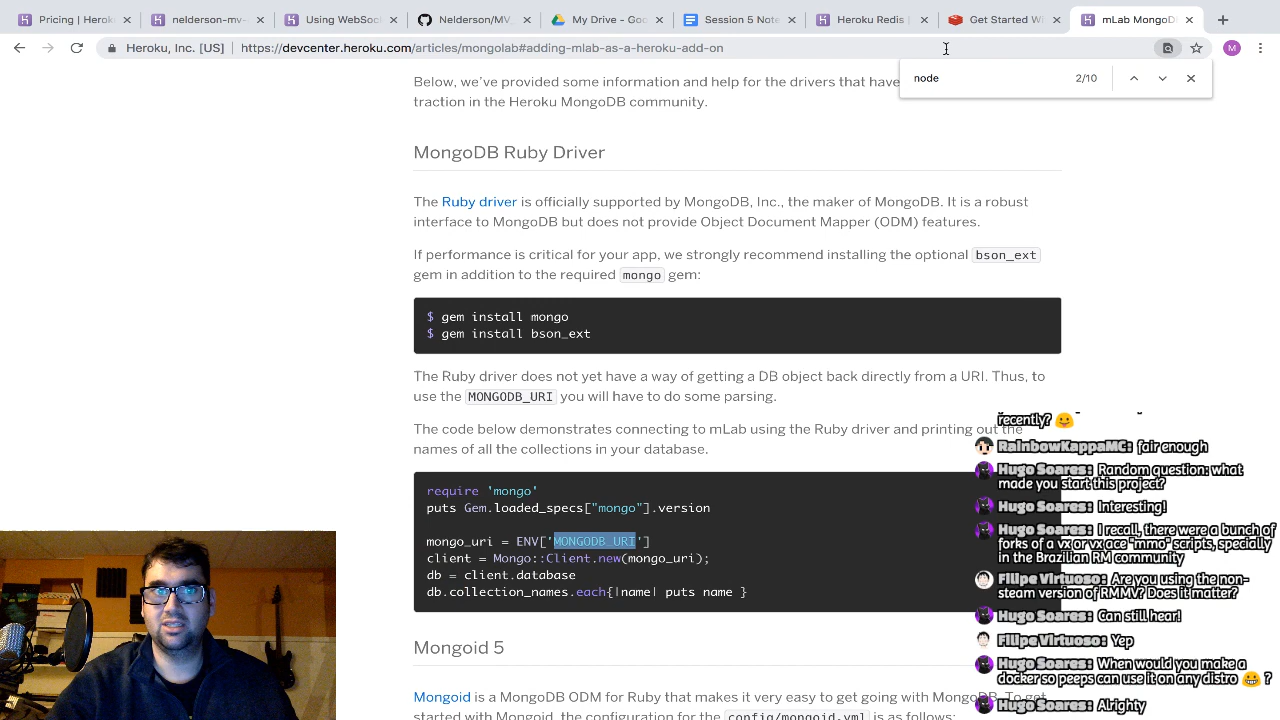 Pricing | Herok
nelderson-mv-
Using WebSoc
Nelderson/MV_
My Drive - Goo
Session 5 Note
Heroku Redis |
Get Started Wi
mLab MongoDB
Heroku, Inc. [US] | https://devcenter.heroku.com/articles/mongolab#adding-mlab-as-a-heroku-add-on
M
node 2/10
Below, we've provided some information and help for the drivers that have
traction in the Heroku MongoDB community.
MongoDB Ruby Driver
The Ruby driver is officially supported by MongoDB, Inc., the maker of MongoDB. It is a robust
interface to MongoDB but does not provide Object Document Mapper (ODM) features.
If performance is critical for your app, we strongly recommend installing the optional bson_ext
gem in addition to the required mongo gem:
$ gem install mongo
$ gem install bson_ext
The Ruby driver does not yet have a way of getting a DB object back directly from a URI. Thus, to
use the MONGODB_URI you will have to do some parsing.
The code below demonstrates connecting to mLab using the Ruby driver and printing out the
names of all the collections in your database.
require 'mongo'
puts Gem.loaded_specs["mongo"].version
mongo_uri = ENV['MONGODB_URI']
client = Mongo::Client.new(mongo_uri);
db = client.database
db.collection_names.each{|name| puts name }
Mongoid 5
Mongoid is a MongoDB ODM for Ruby that makes it very easy to get going with MongoDB. To get
started with Mongoid, the configuration for the config/mongoid.yml is as follows:
recently? 😛
RainbowKappaMC: fair enough
Hugo Soares: Random question: what
made you start this project?
Hugo Soares: Interesting!
Hugo Soares: I recall, there were a bunch of
forks of a vx or vx ace "mmo" scripts, specially
in the Brazilian RM community
Filipe Virtuoso: Are you using the non-
steam version of RMMV? Does it matter?
Hugo Soares: Can still hear!
Filipe Virtuoso: Yep
Hugo Soares: When would you make a
docker so peeps can use it on any distro 😀 ?
Hugo Soares: Alrighty